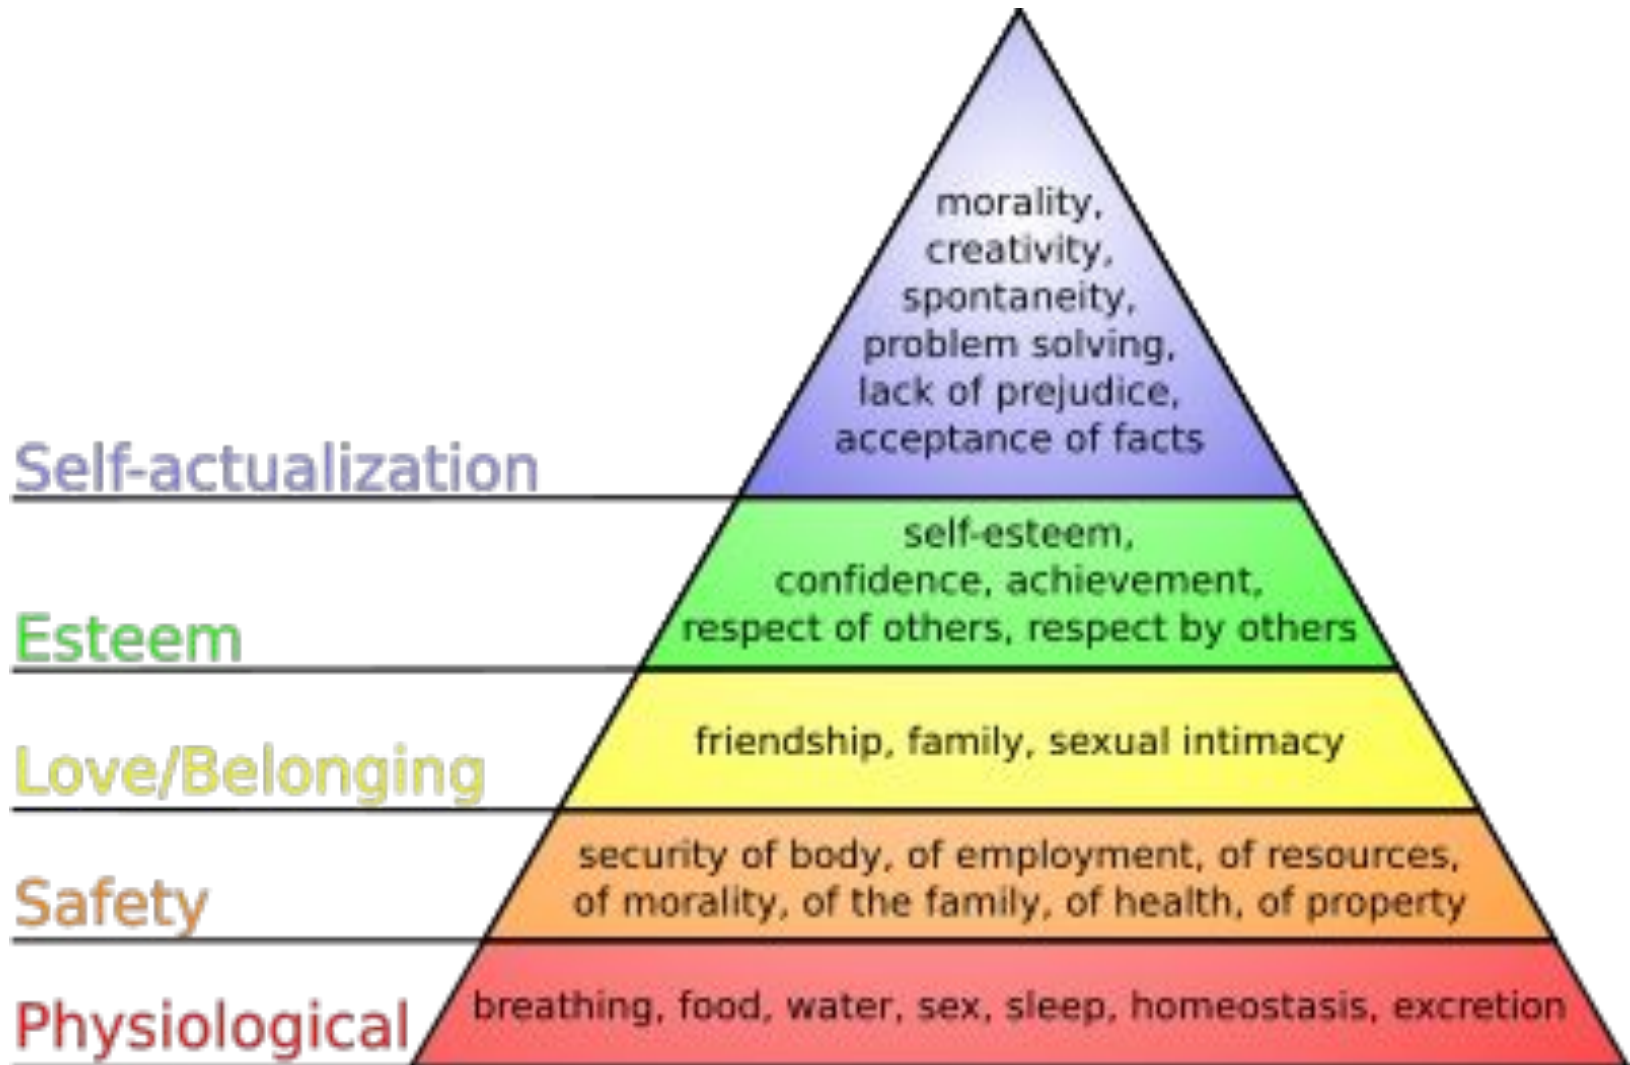 morality,
creativity,
spontaneity,
problem solving,
lack of prejudice,
acceptance of facts
Self-actualization
self-esteem,
confidence, achievement,
respect of others, respect by others
Esteem
friendship, family, sexual intimacy
Love/Belonging
security of body, of employment, of resources,
of morality, of the family, of health, of property
Safety
breathing, food, water, sex, sleep, homeostasis, excretion
Physiological